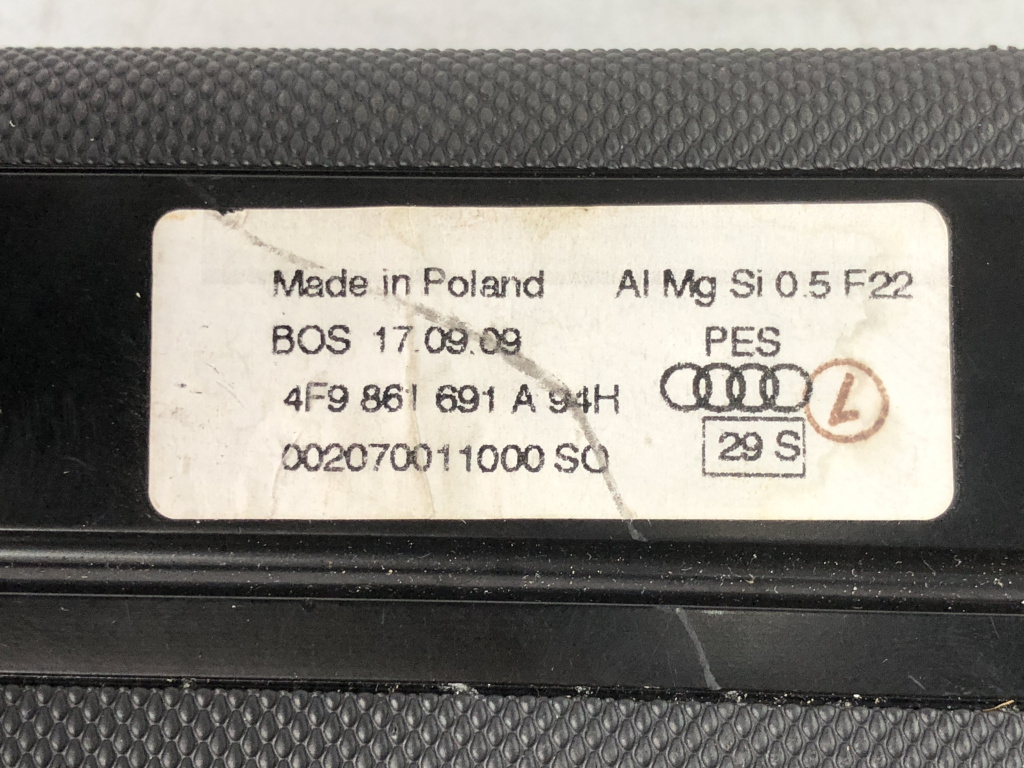 Made in Poland Al Mg Si 0.5 F22
BOS 17.09.09 PES
4F9 861 691 A 94H 1
002070011000 SO 29 S